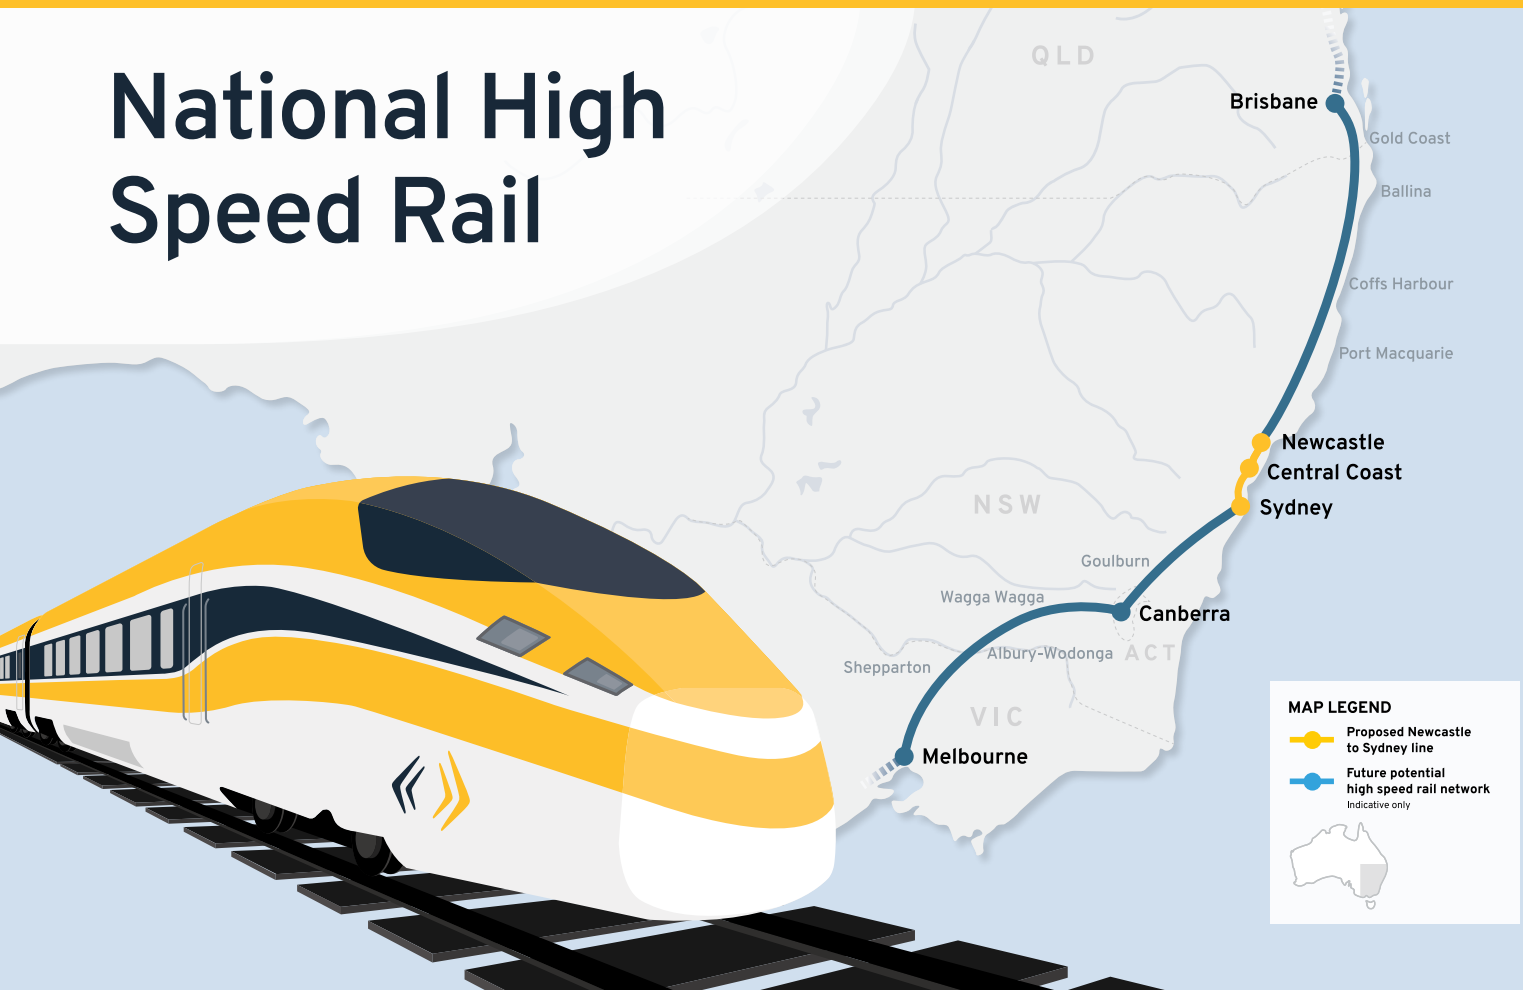 National High
Speed Rail
QLD
Brisbane
Gold Coast
Ballina
Coffs Harbour
Port Macquarie
Newcastle
Central Coast
Sydney
NSW
Goulburn
Wagga Wagga
Canberra
Albury-Wodonga
ACT
Shepparton
VIC
Melbourne
MAP LEGEND
Proposed Newcastle
to Sydney line
Future potential
high speed rail network
Indicative only